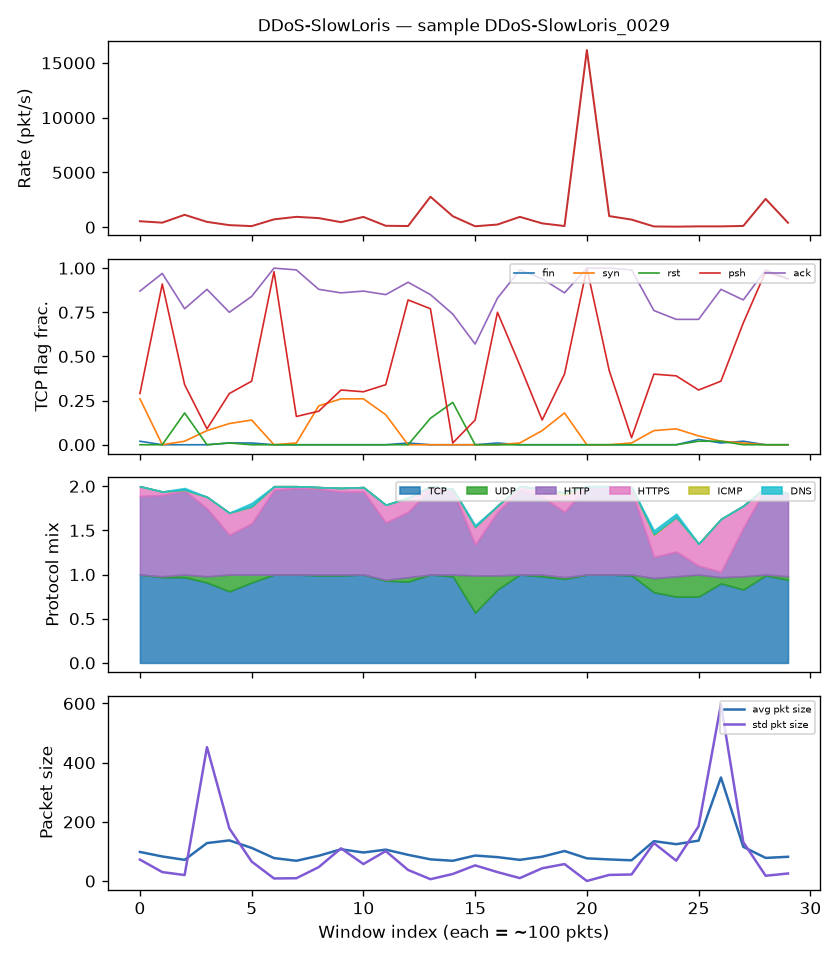 DDoS-SlowLoris — sample DDoS-SlowLoris_0029
15000
10000
5000
0
Rate (pkt/s)
1.00
0.75
0.50
0.25
0.00
TCP flag frac.
fin syn rst psh ack
2.0
1.5
1.0
0.5
0.0
Protocol mix
TCP UDP HTTP HTTPS ICMP DNS
600
400
200
0
Packet size
avg pkt size
std pkt size
0 5 10 15 20 25 30
Window index (each = ~100 pkts)